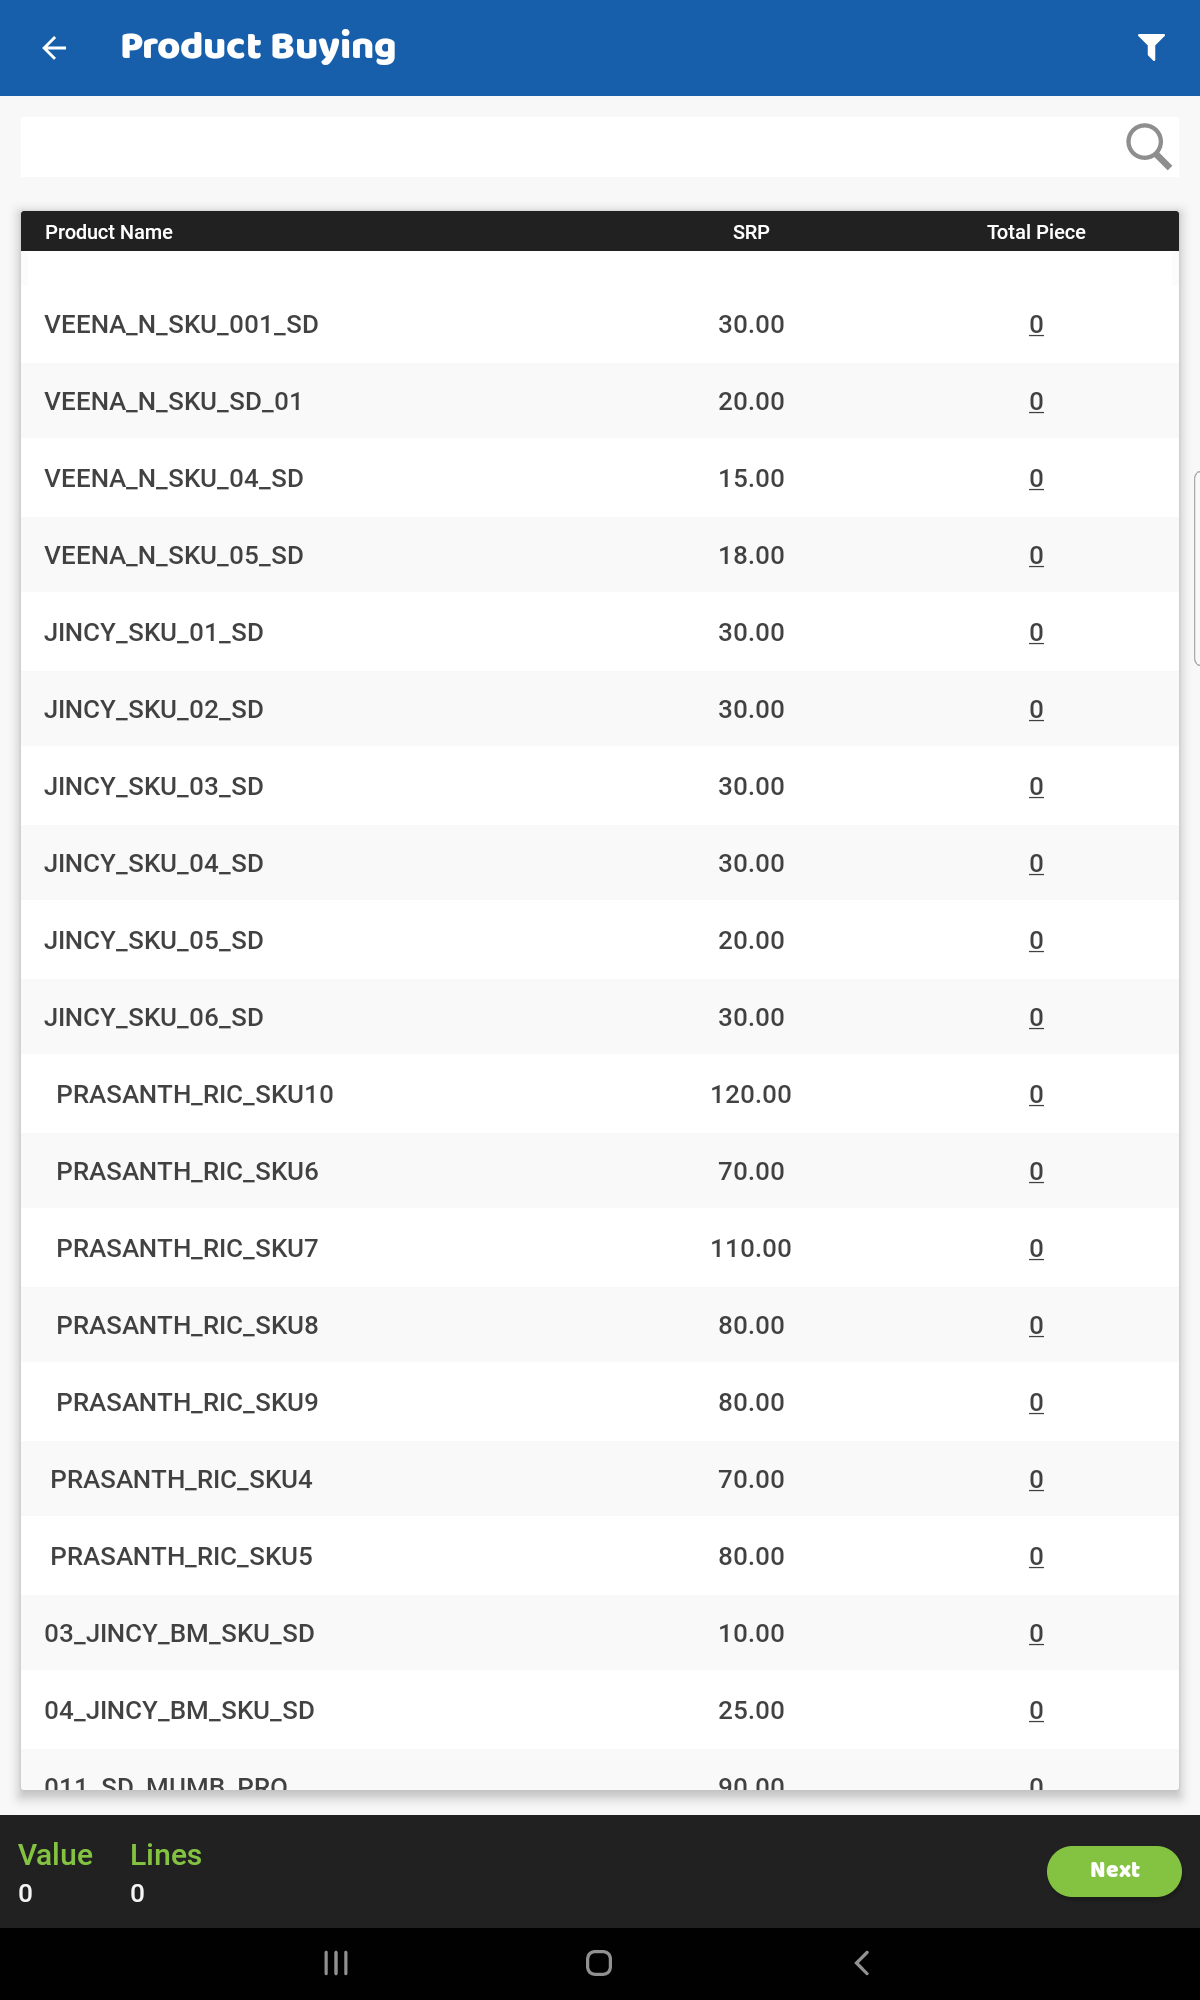 Product Buying
Product Name SRP Total Piece
VEENA_N_SKU_001_SD 30.00 0
VEENA_N_SKU_SD_01 20.00 0
VEENA_N_SKU_04_SD 15.00 0
VEENA_N_SKU_05_SD 18.00 0
JINCY_SKU_01_SD 30.00 0
JINCY_SKU_02_SD 30.00 0
JINCY_SKU_03_SD 30.00 0
JINCY_SKU_04_SD 30.00 0
JINCY_SKU_05_SD 20.00 0
JINCY_SKU_06_SD 30.00 0
PRASANTH_RIC_SKU10 120.00 0
PRASANTH_RIC_SKU6 70.00 0
PRASANTH_RIC_SKU7 110.00 0
PRASANTH_RIC_SKU8 80.00 0
PRASANTH_RIC_SKU9 80.00 0
PRASANTH_RIC_SKU4 70.00 0
PRASANTH_RIC_SKU5 80.00 0
03_JINCY_BM_SKU_SD 10.00 0
04_JINCY_BM_SKU_SD 25.00 0
011_SD_MUMB_PRO 90.00 0
Value Lines
0 0
Next